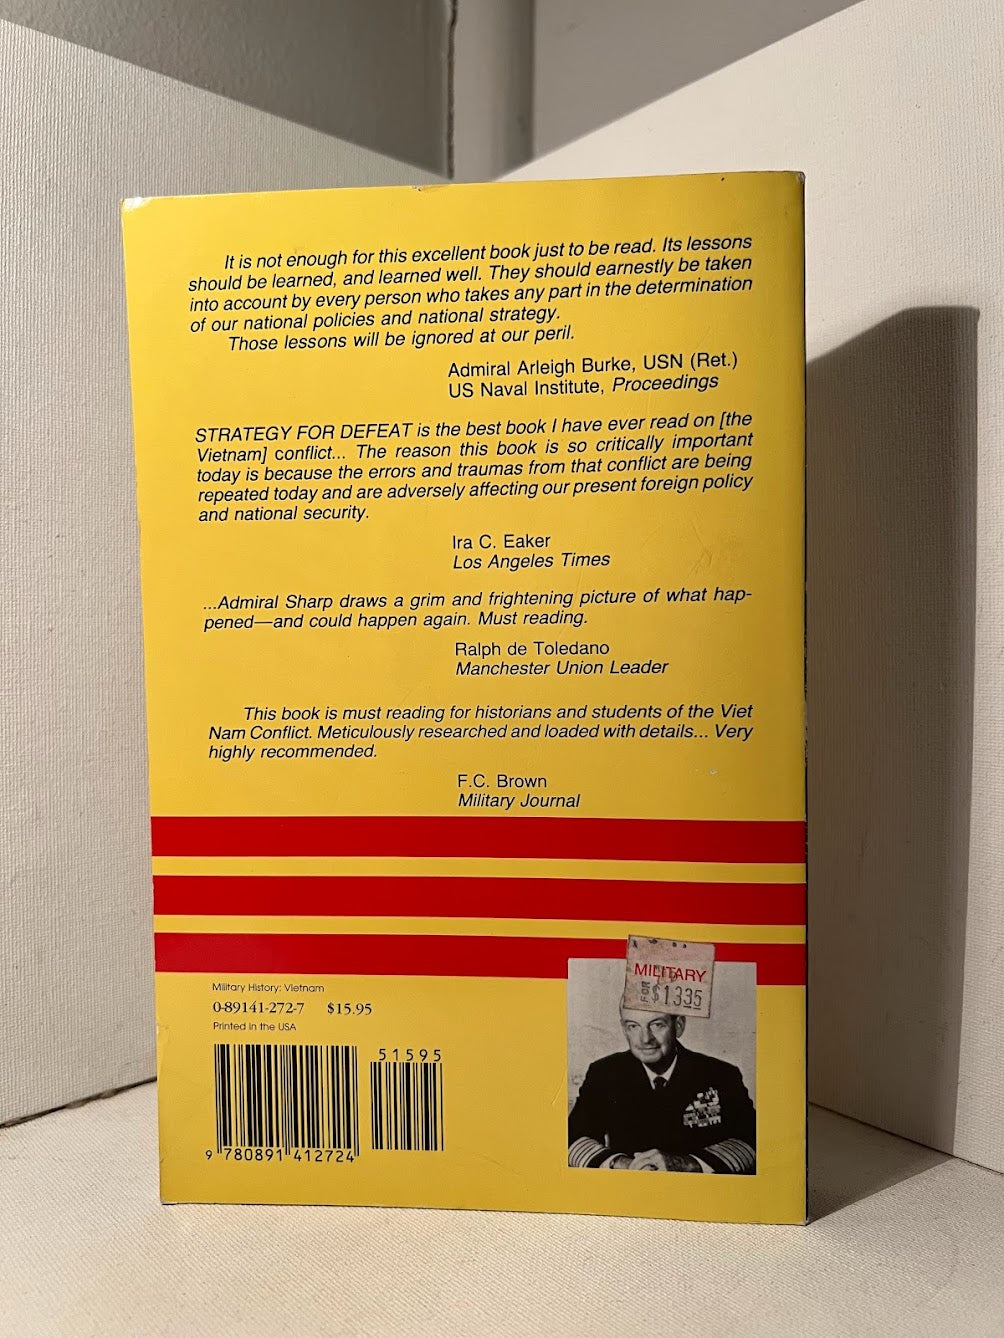 It is not enough for this excellent book just to be read. Its lessons
should be learned, and learned well. They should earnestly be taken
into account by every person who takes any part in the determination
of our national policies and national strategy.
Those lessons will be ignored at our peril.
Admiral Arleigh Burke, USN (Ret.)
US Naval Institute, Proceedings
STRATEGY FOR DEFEAT is the best book I have ever read on [the
Vietnam] conflict... The reason this book is so critically important
today is because the errors and traumas from that conflict are being
repeated today and are adversely affecting our present foreign policy
and national security.
Ira C. Eaker
Los Angeles Times
...Admiral Sharp draws a grim and frightening picture of what hap-
pened—and could happen again. Must reading.
Ralph de Toledano
Manchester Union Leader
This book is must reading for historians and students of the Viet
Nam Conflict. Meticulously researched and loaded with details... Very
highly recommended.
F.C. Brown
Military Journal
MILITARY
FOR $1335
Military History: Vietnam
0-89141-272-7 $15.95
Printed in the USA
51595
9 780891 412724